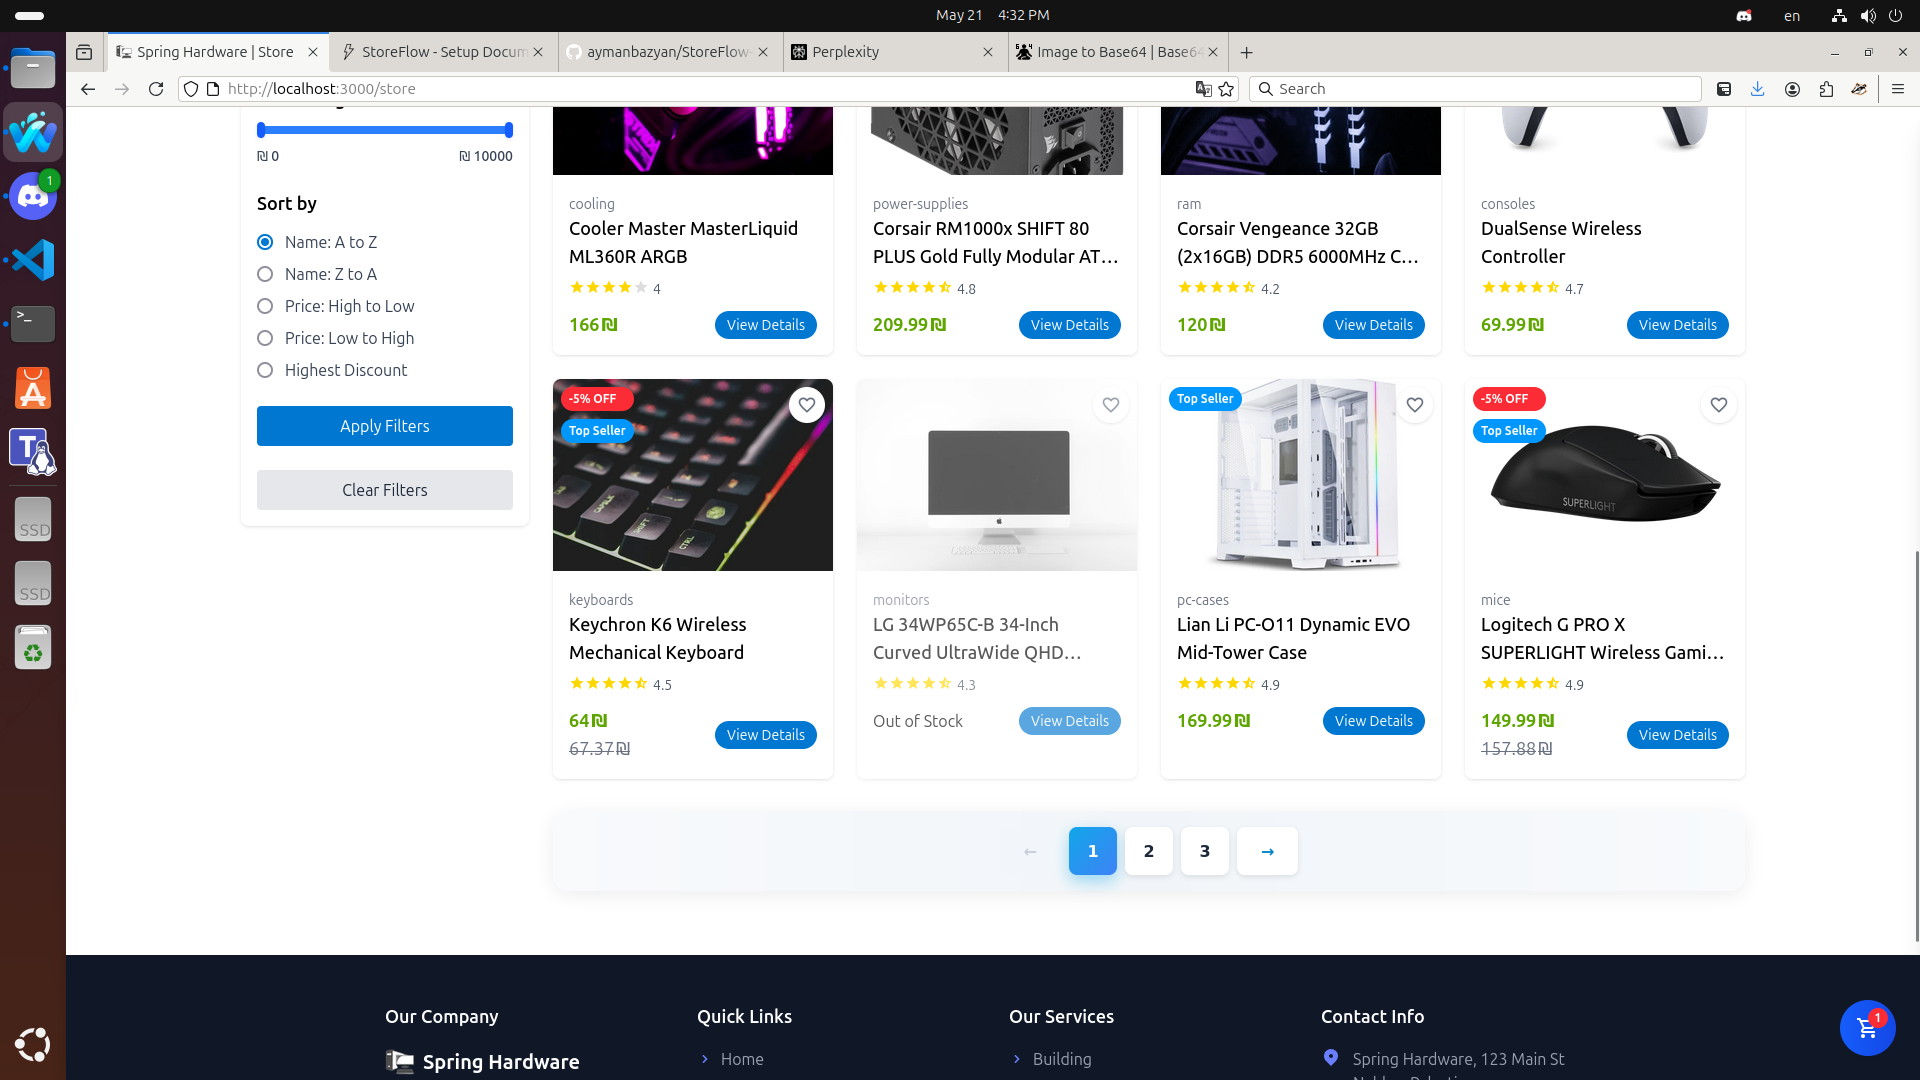 May 21 4:32 PM
en
Spring Hardware | Store
StoreFlow - Setup Docum
aymanbazyan/StoreFlow-
Perplexity
Image to Base64 | Base64
http://localhost:3000/store
Search
1
₪ 0
₪ 10000
Sort by
Name: A to Z
Name: Z to A
Price: High to Low
Price: Low to High
Highest Discount
Apply Filters
Clear Filters
cooling
Cooler Master MasterLiquid
ML360R ARGB
4
166₪
View Details
power-supplies
Corsair RM1000x SHIFT 80
PLUS Gold Fully Modular AT…
4.8
209.99₪
View Details
ram
Corsair Vengeance 32GB
(2x16GB) DDR5 6000MHz C…
4.2
120₪
View Details
consoles
DualSense Wireless
Controller
4.7
69.99₪
View Details
-5% OFF
Top Seller
CAPSLK
SHIFT
CTRL
keyboards
Keychron K6 Wireless
Mechanical Keyboard
4.5
64₪
67.37₪
View Details
monitors
LG 34WP65C-B 34-Inch
Curved UltraWide QHD…
4.3
Out of Stock
View Details
Top Seller
pc-cases
Lian Li PC-O11 Dynamic EVO
Mid-Tower Case
4.9
169.99₪
View Details
-5% OFF
Top Seller
SUPERLIGHT
mice
Logitech G PRO X
SUPERLIGHT Wireless Gami…
4.9
149.99₪
157.88₪
View Details
← 1 2 3 →
SSD
SSD
Our Company
Spring Hardware
Quick Links
Home
Our Services
Building
Contact Info
Spring Hardware, 123 Main St
1